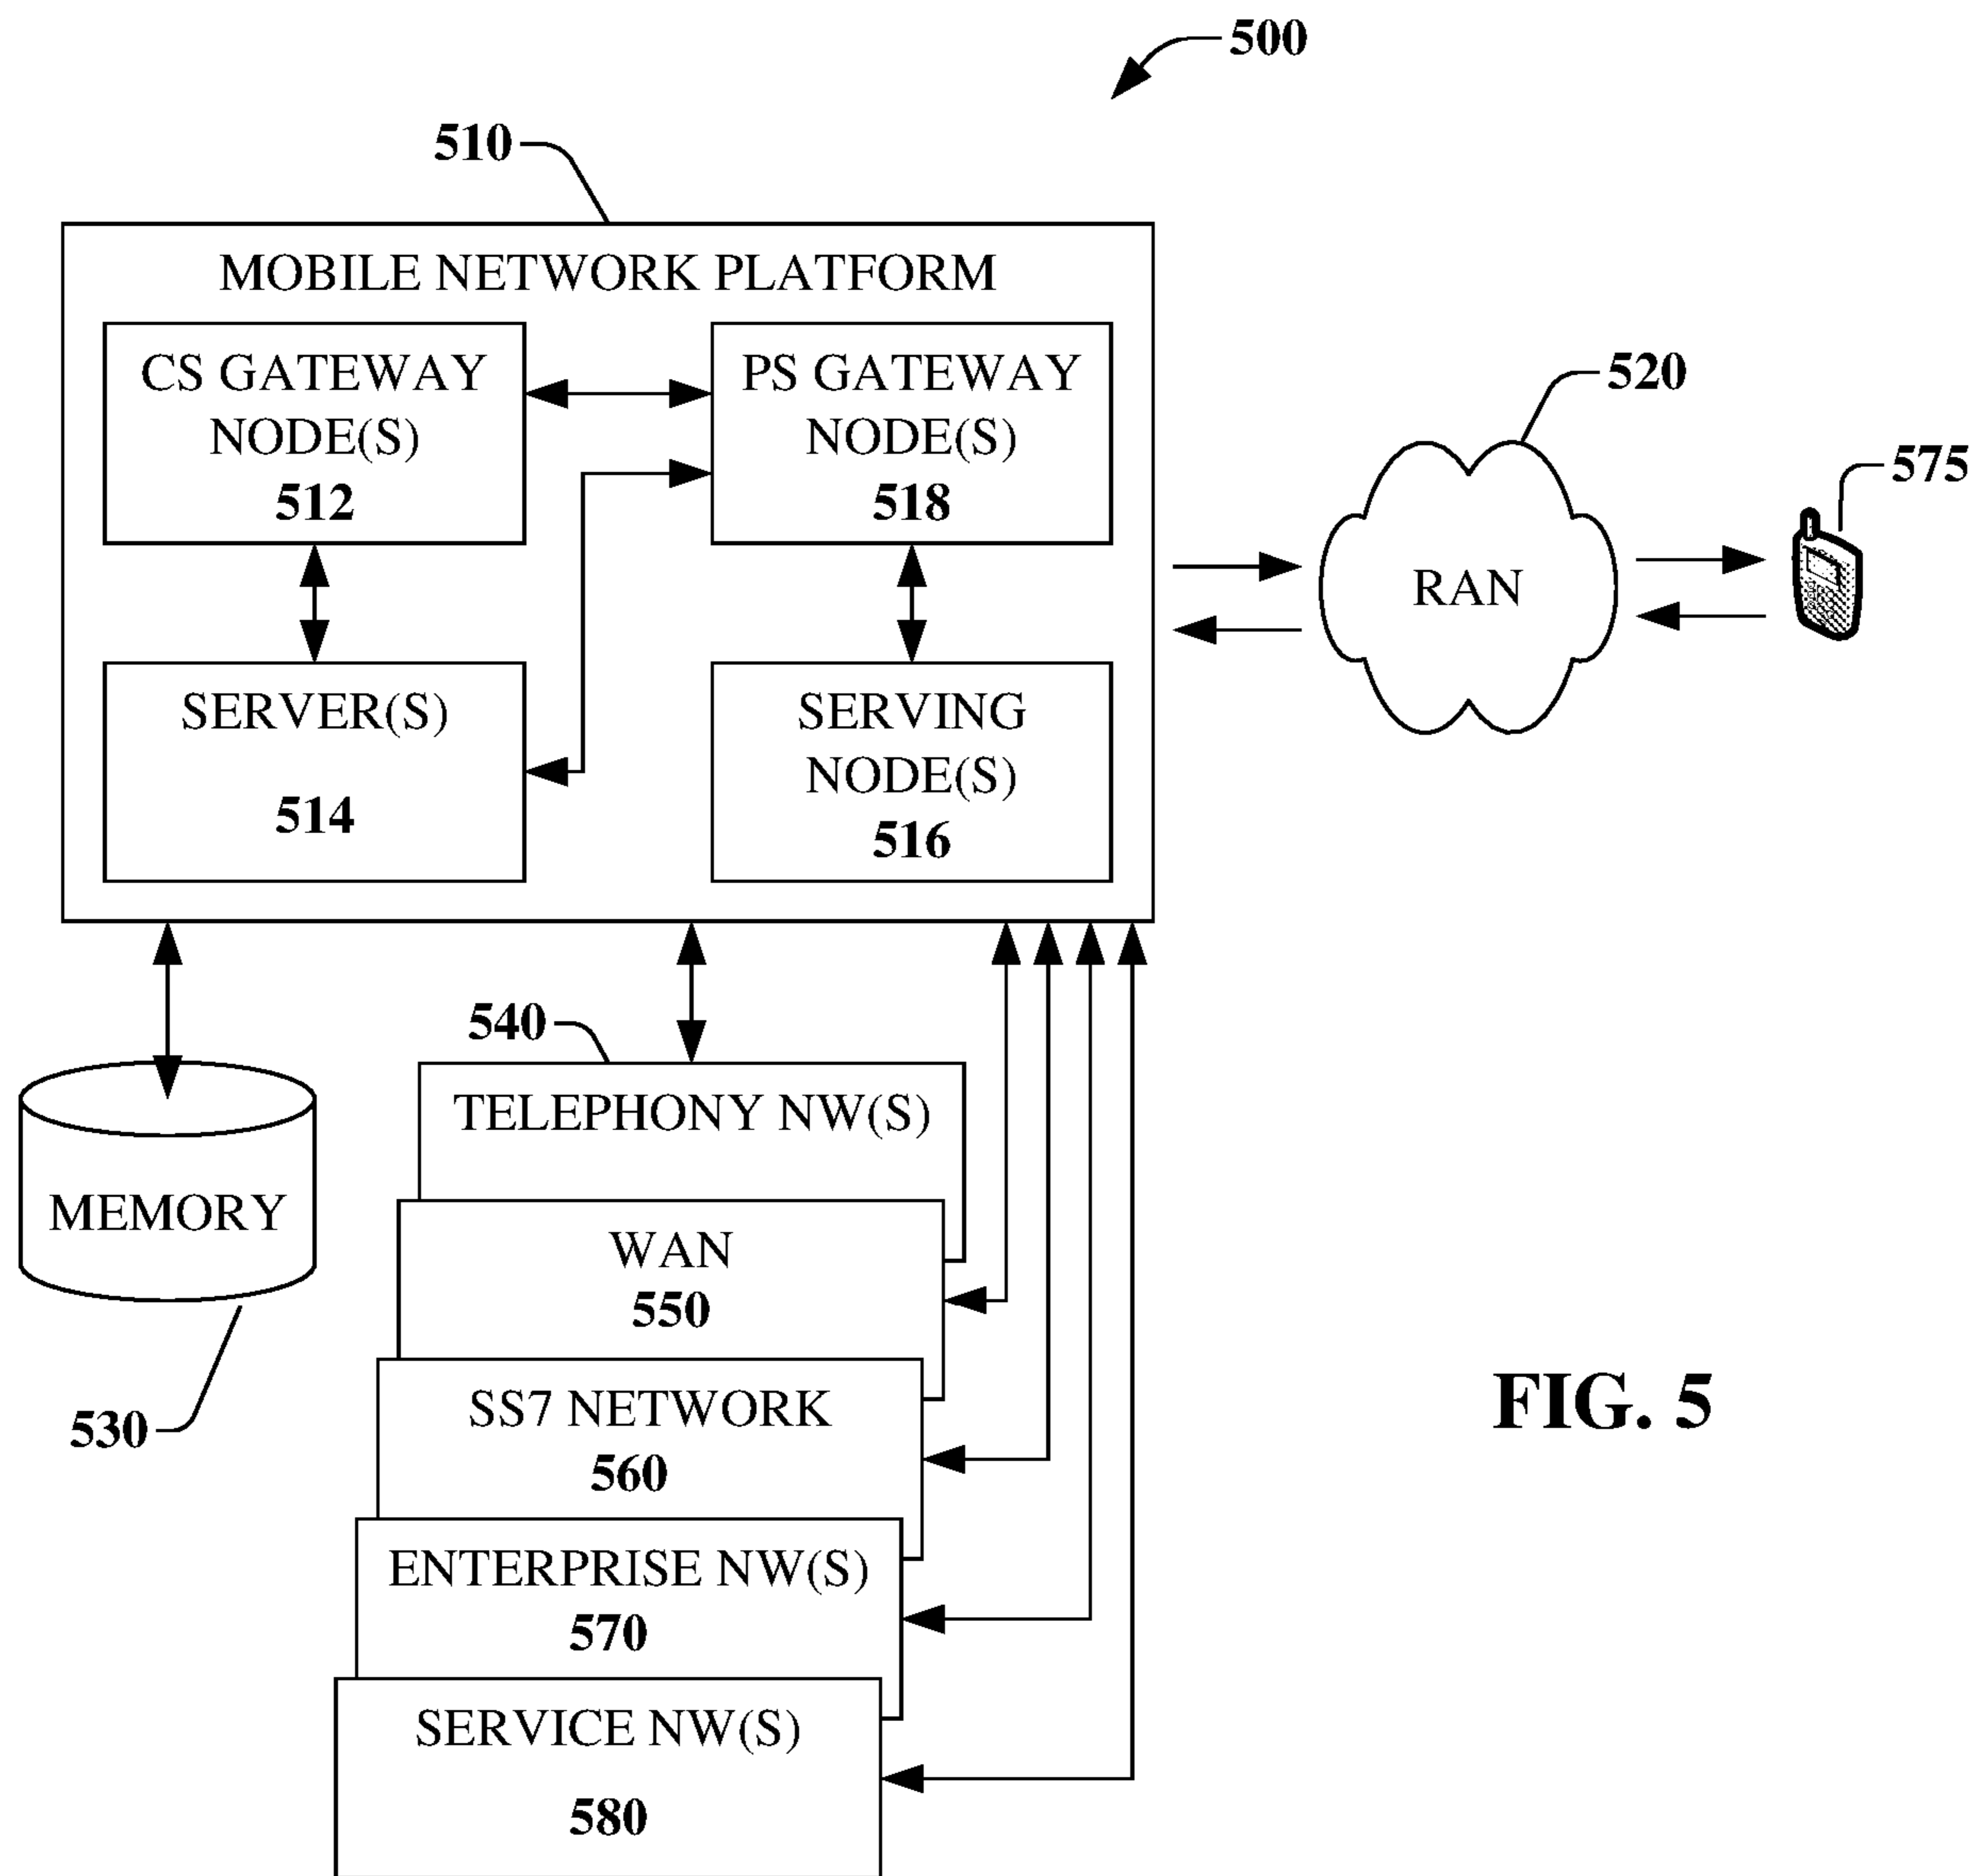 500
510
MOBILE NETWORK PLATFORM
CS GATEWAY
NODE(S)
512
PS GATEWAY
NODE(S)
518
SERVER(S)
514
SERVING
NODE(S)
516
520
RAN
575
540
TELEPHONY NW(S)
MEMORY
530
WAN
550
SS7 NETWORK
560
ENTERPRISE NW(S)
570
SERVICE NW(S)
580
FIG. 5